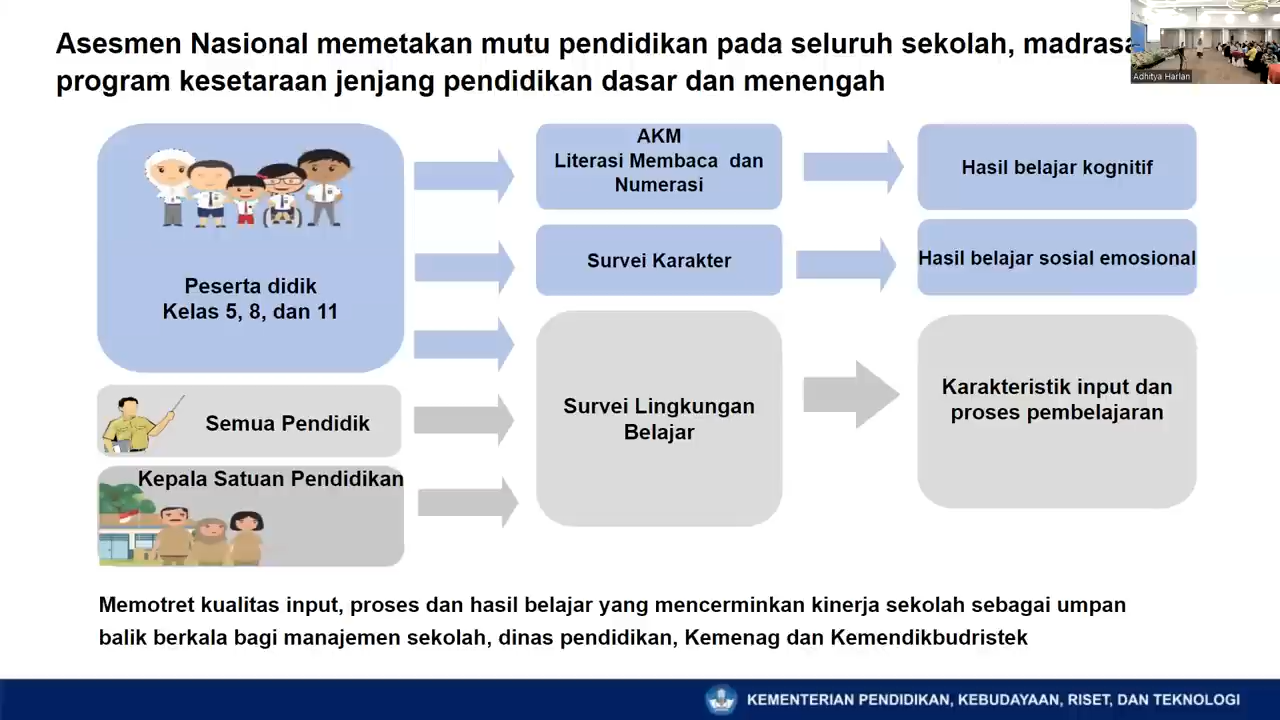 Asesmen Nasional memetakan mutu pendidikan pada seluruh sekolah,
program kesetaraan jenjang pendidikan dasar dan menengah
Adhitya Harlan
Peserta didik
Kelas 5, 8, dan 11
Semua Pendidik
Kepala Satuan Pendidikan
AKM
Literasi Membaca dan
Numerasi
Survei Karakter
Survei Lingkungan
Belajar
Hasil belajar kognitif
Hasil belajar sosial emosional
Karakteristik input dan
proses pembelajaran
Memotret kualitas input, proses dan hasil belajar yang mencerminkan kinerja sekolah sebagai umpan
balik berkala bagi manajemen sekolah, dinas pendidikan, Kemenag dan Kemendikbudristek
KEMENTERIAN PENDIDIKAN, KEBUDAYAAN, RISET, DAN TEKNOLOGI